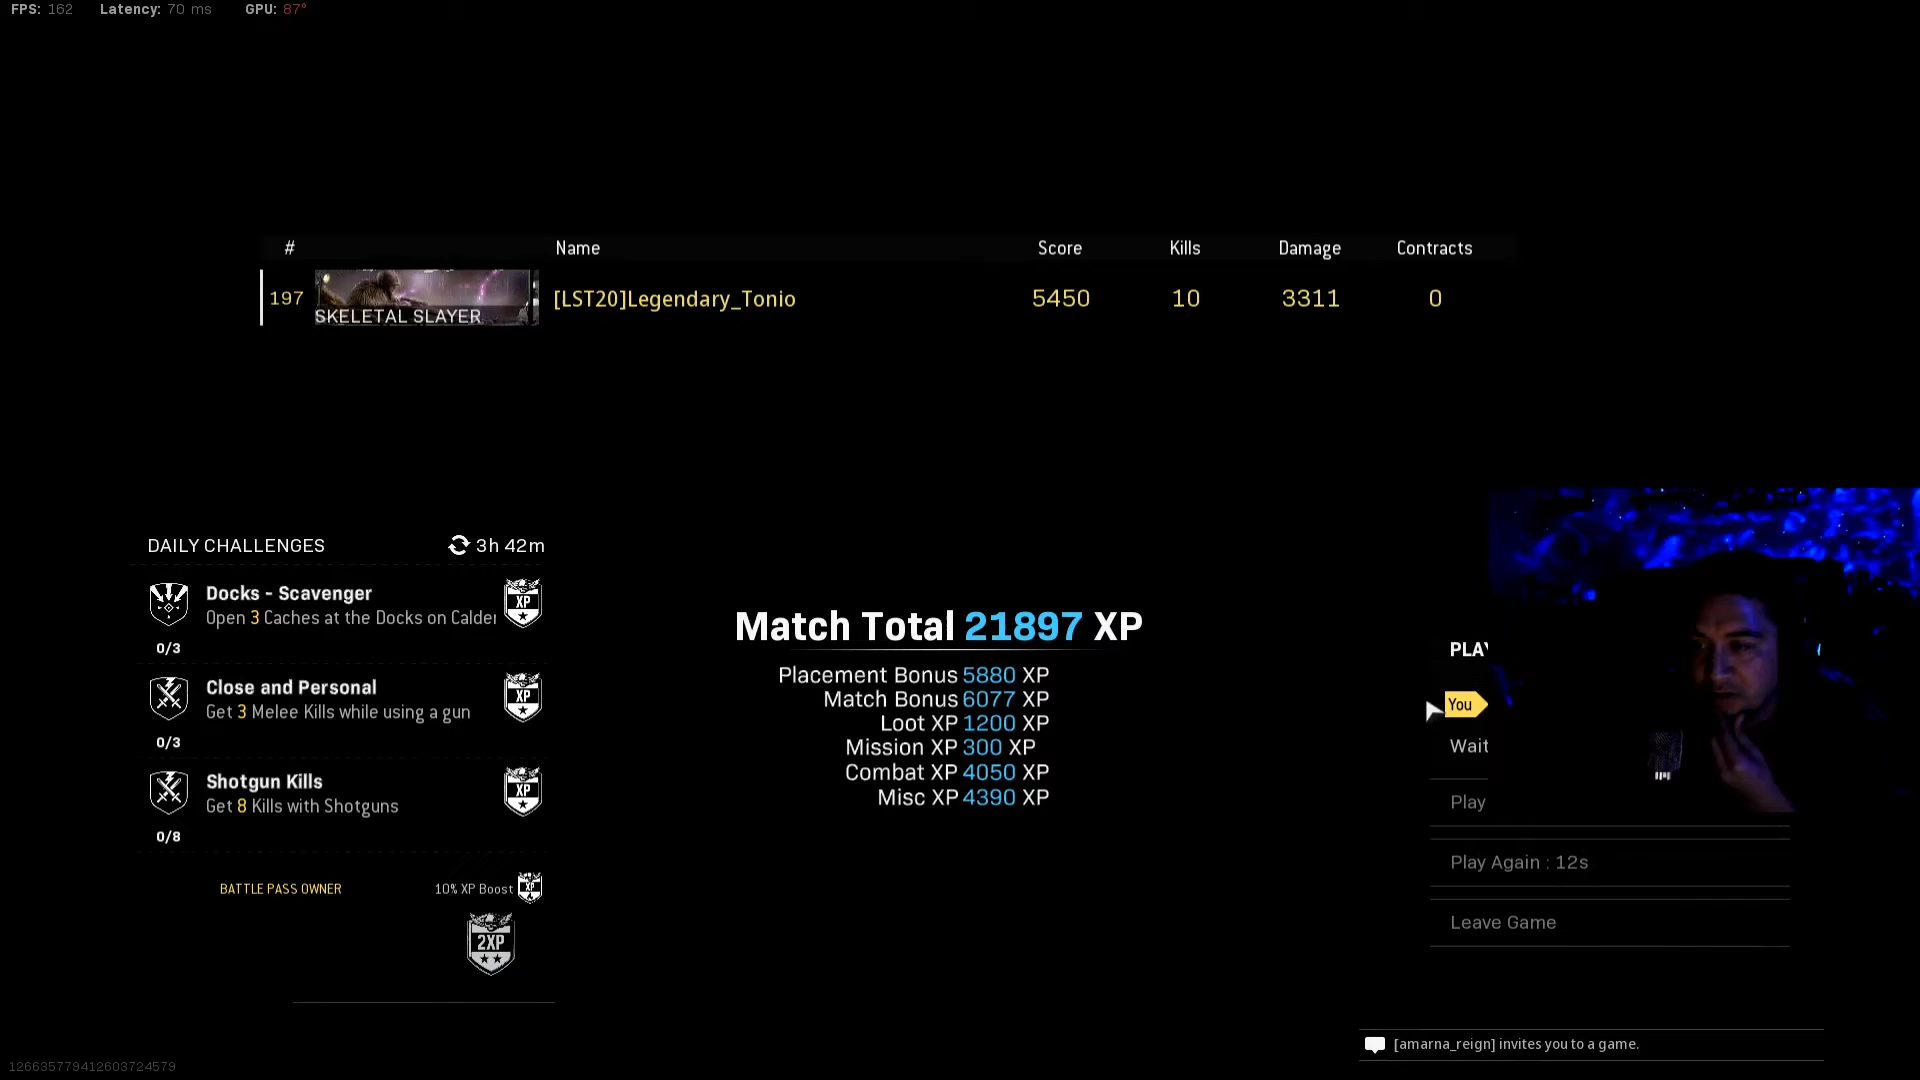 FPS: 162 Latency: 70 ms GPU: 87°
# Name Score Kills Damage Contracts
197 SKELETAL SLAYER [LST20]Legendary_Tonio 5450 10 3311 0
DAILY CHALLENGES 3h 42m
Docks - Scavenger
Open 3 Caches at the Docks on Calder
XP
0/3
Close and Personal
Get 3 Melee Kills while using a gun
XP
0/3
Shotgun Kills
Get 8 Kills with Shotguns
XP
0/8
BATTLE PASS OWNER 10% XP Boost XP
2XP
Match Total 21897 XP
Placement Bonus 5880 XP
Match Bonus 6077 XP
Loot XP 1200 XP
Mission XP 300 XP
Combat XP 4050 XP
Misc XP 4390 XP
PLAY
You
Wait
Play
Play Again : 12s
Leave Game
[amarna_reign] invites you to a game.
126635779412603724579